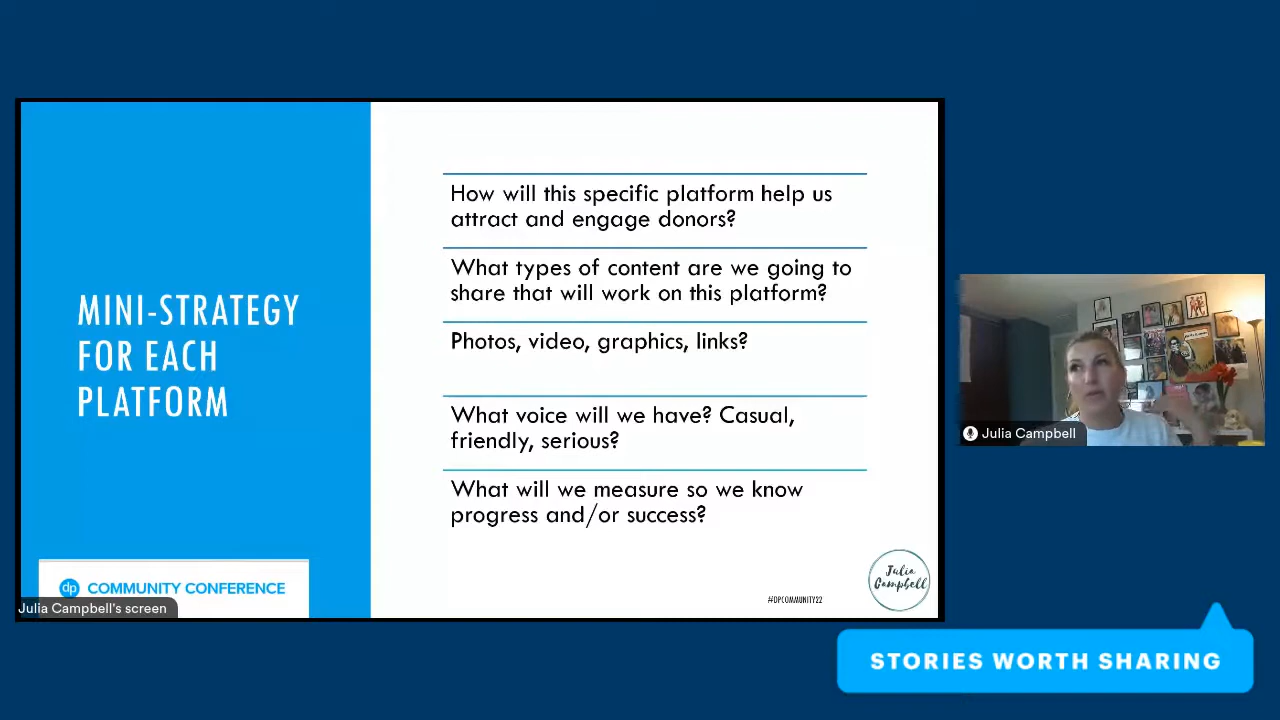 MINI-STRATEGY
FOR EACH
PLATFORM
How will this specific platform help us
attract and engage donors?
What types of content are we going to
share that will work on this platform?
Photos, video, graphics, links?
What voice will we have? Casual,
friendly, serious?
What will we measure so we know
progress and/or success?
dp COMMUNITY CONFERENCE
Julia Campbell's screen
#DPCOMMUNITY22
Julia
Campbell
Julia Campbell
STORIES WORTH SHARING